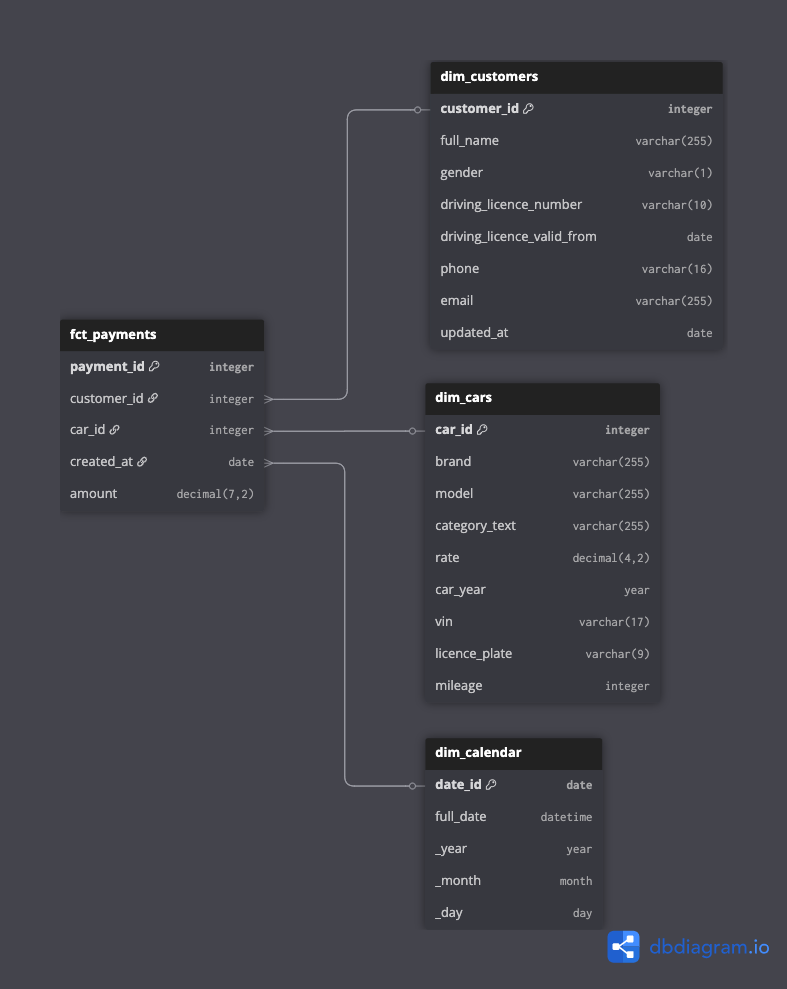 dim_customers
customer_id integer
full_name varchar(255)
gender varchar(1)
driving_licence_number varchar(10)
driving_licence_valid_from date
phone varchar(16)
email varchar(255)
updated_at date
fct_payments
payment_id integer
customer_id integer
car_id integer
created_at date
amount decimal(7,2)
dim_cars
car_id integer
brand varchar(255)
model varchar(255)
category_text varchar(255)
rate decimal(4,2)
car_year year
vin varchar(17)
licence_plate varchar(9)
mileage integer
dim_calendar
date_id date
full_date datetime
_year year
_month month
_day day
dbdiagram.io